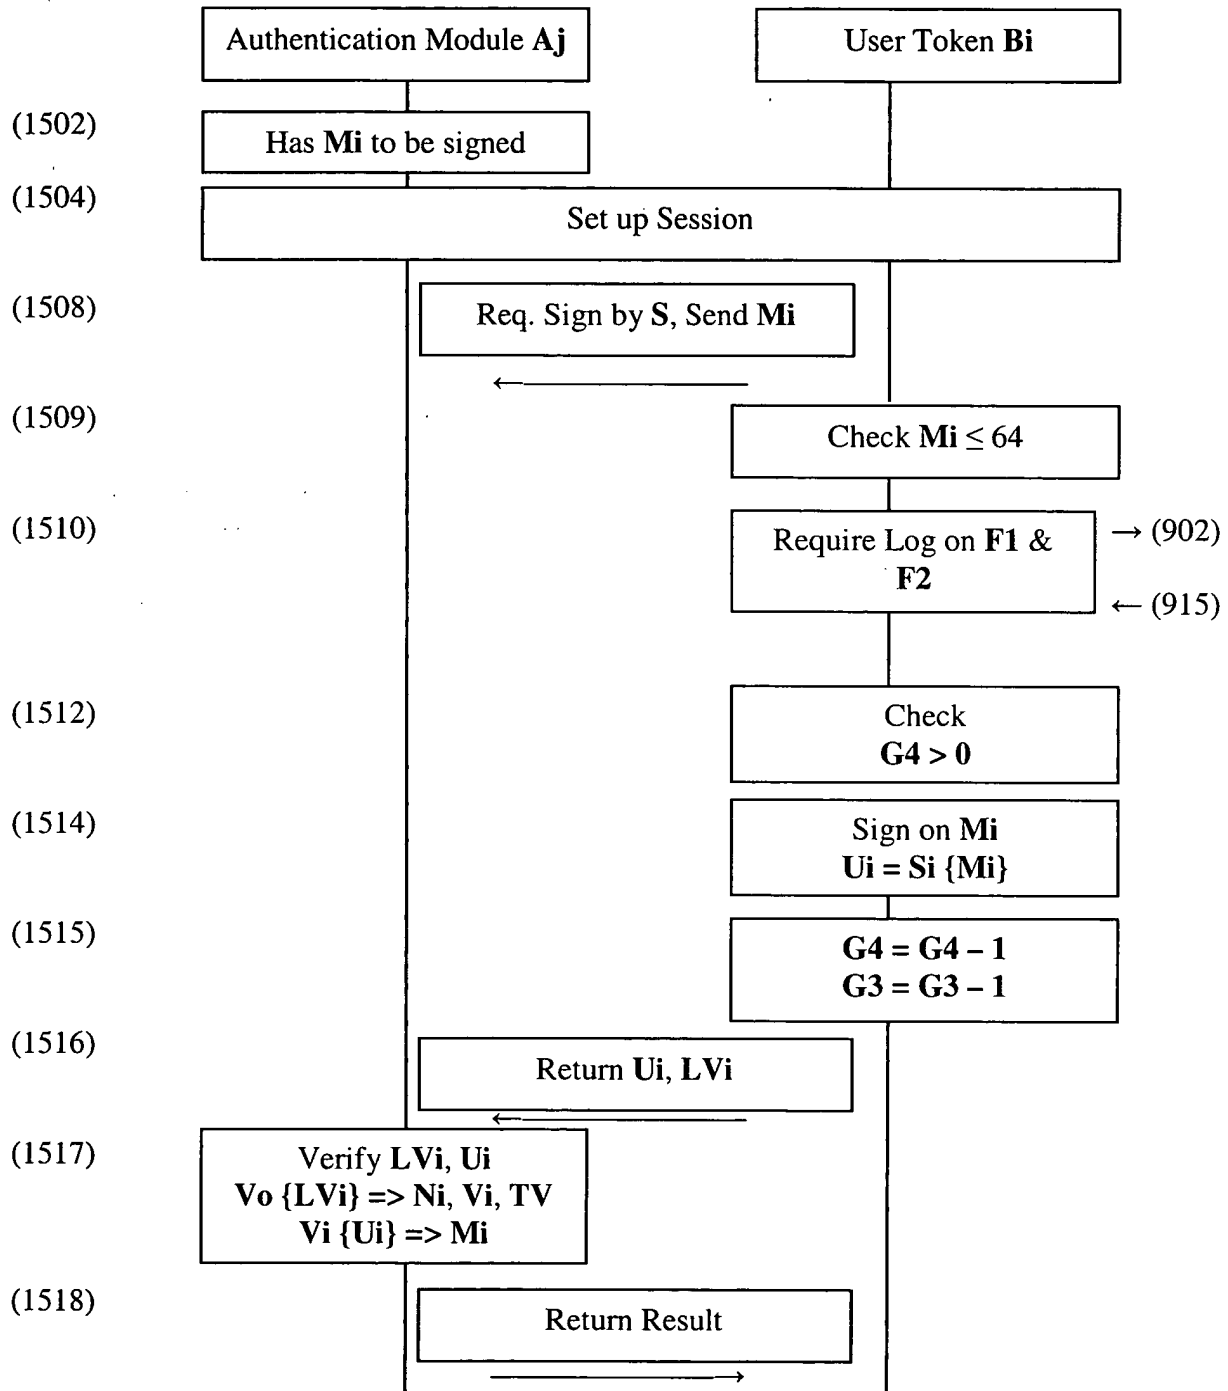 Authentication Module Aj
User Token Bi
(1502)
Has Mi to be signed
(1504)
Set up Session
(1508)
Req. Sign by S, Send Mi
←
(1509)
Check Mi ≤ 64
(1510)
Require Log on F1 &
F2
→ (902)
← (915)
(1512)
Check
G4 > 0
(1514)
Sign on Mi
Ui = Si {Mi}
(1515)
G4 = G4 – 1
G3 = G3 – 1
(1516)
Return Ui, LVi
←
(1517)
Verify LVi, Ui
Vo {LVi} => Ni, Vi, TV
Vi {Ui} => Mi
(1518)
Return Result
→